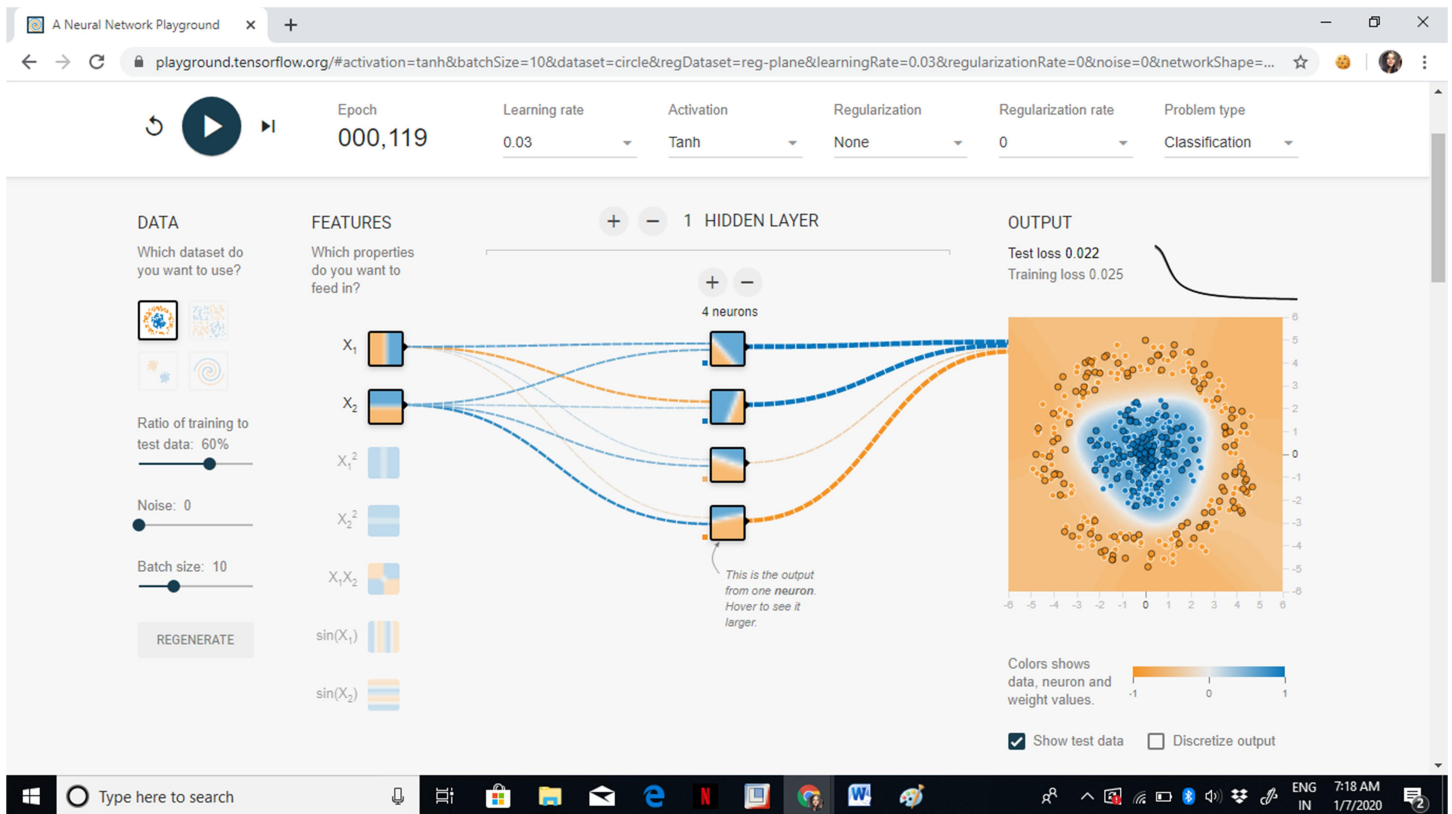 A Neural Network Playground
playground.tensorflow.org/#activation=tanh&batchSize=10&dataset=circle&regDataset=reg-plane&learningRate=0.03&regularizationRate=0&noise=0&networkShape=...
Epoch
000,119
Learning rate
0.03
Activation
Tanh
Regularization
None
Regularization rate
0
Problem type
Classification
DATA
Which dataset do
you want to use?
Ratio of training to
test data: 60%
Noise: 0
Batch size: 10
REGENERATE
FEATURES
Which properties
do you want to
feed in?
X1
X2
X1²
X2²
X1X2
sin(X1)
sin(X2)
1 HIDDEN LAYER
4 neurons
This is the output
from one neuron.
Hover to see it
larger.
OUTPUT
Test loss 0.022
Training loss 0.025
6
5
4
3
2
1
0
-1
-2
-3
-4
-5
-6
-6 -5 -4 -3 -2 -1 0 1 2 3 4 5 6
Colors shows
data, neuron and
weight values.
-1 0 1
Show test data
Discretize output
Type here to search
ENG
IN
7:18 AM
1/7/2020
2